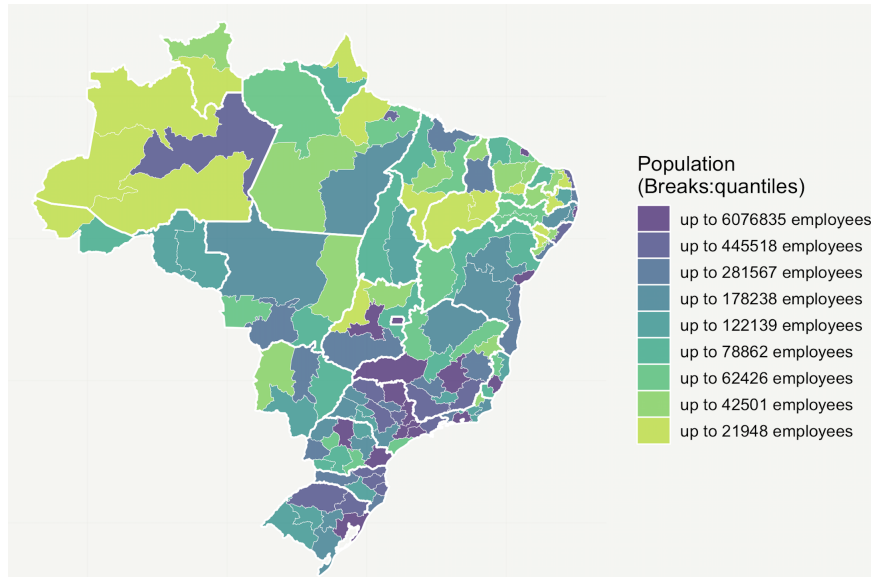 Population
(Breaks:quantiles)
up to 6076835 employees
up to 445518 employees
up to 281567 employees
up to 178238 employees
up to 122139 employees
up to 78862 employees
up to 62426 employees
up to 42501 employees
up to 21948 employees